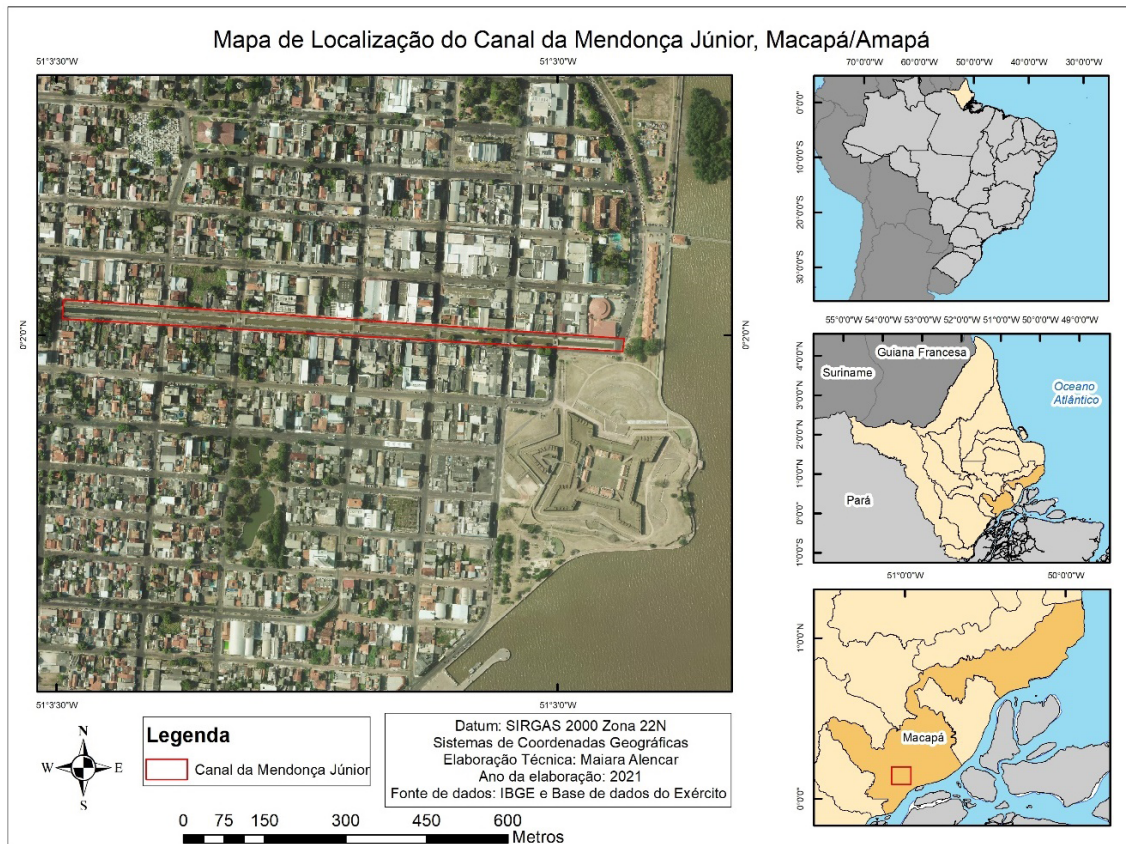 Mapa de Localização do Canal da Mendonça Júnior, Macapá/Amapá
51°3'30"W
51°3'0"W
0°2'0"N
0°2'0"N
51°3'30"W
51°3'0"W
70°0'0"W
60°0'0"W
50°0'0"W
40°0'0"W
30°0'0"W
0°0'0"
10°0'0"S
20°0'0"S
30°0'0"S
55°0'0"W 54°0'0"W 53°0'0"W 52°0'0"W 51°0'0"W 50°0'0"W 49°0'0"W
4°0'0"N
3°0'0"N
2°0'0"N
1°0'0"N
0°0'0"
1°0'0"S
Guiana Francesa
Suriname
Oceano
Atlântico
Pará
51°0'0"W
50°0'0"W
1°0'0"N
0°0'0"
Macapá
N
W
E
S
Legenda
Canal da Mendonça Júnior
Datum: SIRGAS 2000 Zona 22N
Sistemas de Coordenadas Geográficas
Elaboração Técnica: Maiara Alencar
Ano da elaboração: 2021
Fonte de dados: IBGE e Base de dados do Exército
0 75 150 300 450 600
Metros